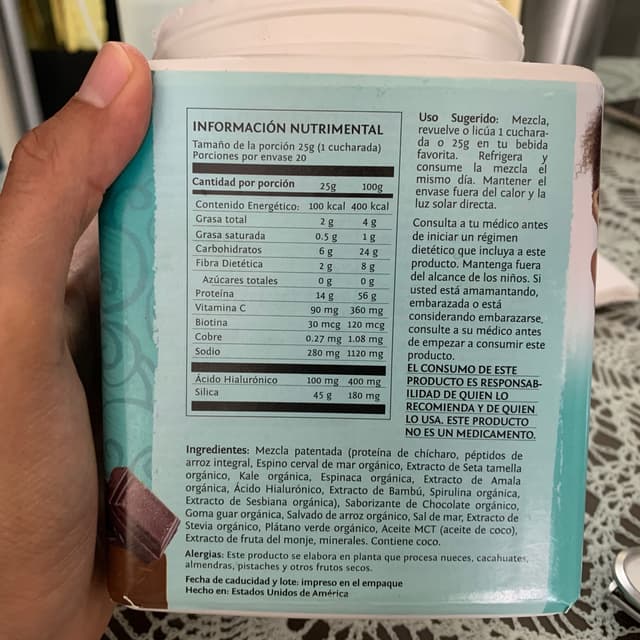 INFORMACIÓN NUTRIMENTAL
Tamaño de la porción 25g (1 cucharada)
Porciones por envase 20
Cantidad por porción 25g 100g
Contenido Energético: 100 kcal 400 kcal
Grasa total 2 g 4 g
Grasa saturada 0.5 g 1 g
Carbohidratos 6 g 24 g
Fibra Dietética 2 g 8 g
Azúcares totales 0 g 0 g
Proteína 14 g 56 g
Vitamina C 90 mg 360 mg
Biotina 30 mcg 120 mcg
Cobre 0.27 mg 1.08 mg
Sodio 280 mg 1120 mg
Ácido Hialurónico 100 mg 400 mg
Silica 45 g 180 mg
Uso Sugerido: Mezcla,
revuelve o licúa 1 cuchara-
da o 25g en tu bebida
favorita. Refrigera y
consume la mezcla el
mismo día. Mantener el
envase fuera del calor y la
luz solar directa.
Consulta a tu médico antes
de iniciar un régimen
dietético que incluya a este
producto. Mantenga fuera
del alcance de los niños. Si
usted está amamantando,
embarazada o está
considerando embarazarse,
consulte a su médico antes
de empezar a consumir este
producto.
EL CONSUMO DE ESTE
PRODUCTO ES RESPONSAB-
ILIDAD DE QUIEN LO
RECOMIENDA Y DE QUIEN
LO USA. ESTE PRODUCTO
NO ES UN MEDICAMENTO.
Ingredientes: Mezcla patentada (proteína de chícharo, péptidos de
arroz integral, Espino cerval de mar orgánico, Extracto de Seta tamella
orgánico, Kale orgánica, Espinaca orgánica, Extracto de Amala
orgánica, Ácido Hialurónico, Extracto de Bambú, Spirulina orgánica,
Extracto de Sesbiana orgánica), Saborizante de Chocolate orgánico,
Goma guar orgánica, Salvado de arroz orgánico, Sal de mar, Extracto de
Stevia orgánico, Plátano verde orgánico, Aceite MCT (aceite de coco),
Extracto de fruta del monje, minerales. Contiene coco.
Alergias: Este producto se elabora en planta que procesa nueces, cacahuates,
almendras, pistaches y otros frutos secos.
Fecha de caducidad y lote: impreso en el empaque
Hecho en: Estados Unidos de América